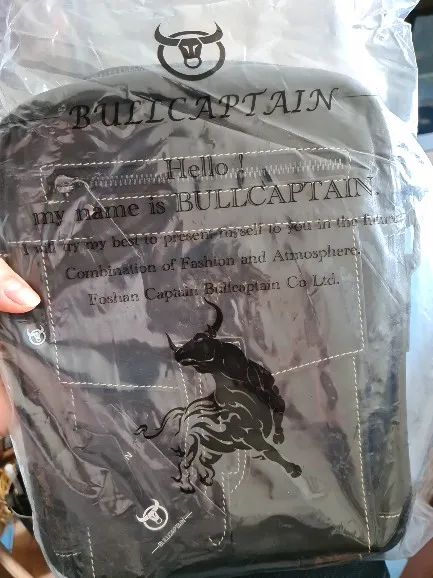 BULLCAPTAIN
Hello !
my name is BULLCAPTAIN.
I will try my best to present myself to you in the future
Combination of Fashion and Atmosphere.
Foshan Captain Bullcaptain Co Ltd.
BULLCAPTAIN